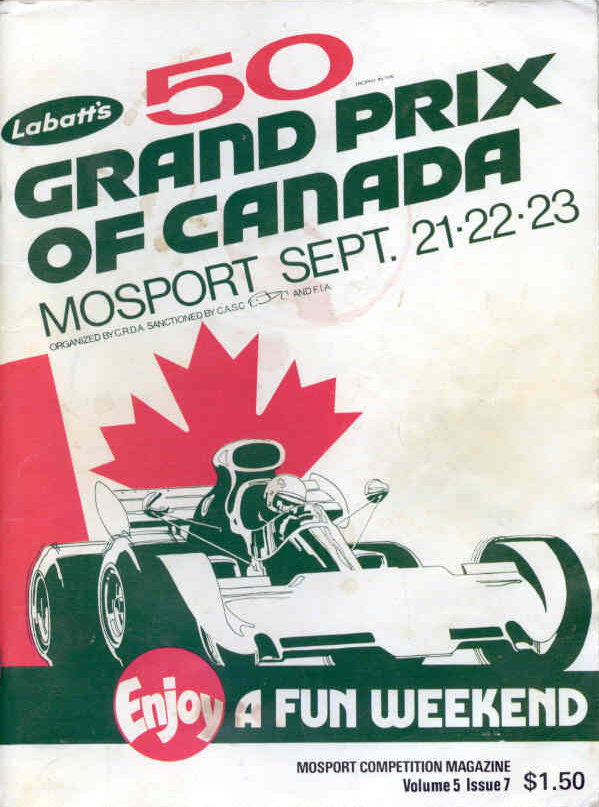 Labatt's 50
GRAND PRIX
OF CANADA
MOSPORT SEPT. 21·22·23
ORGANIZED BY C.R.D.A. SANCTIONED BY C.A.S.C. AND F.I.A.
Enjoy A FUN WEEKEND
MOSPORT COMPETITION MAGAZINE
Volume 5 Issue 7 $1.50